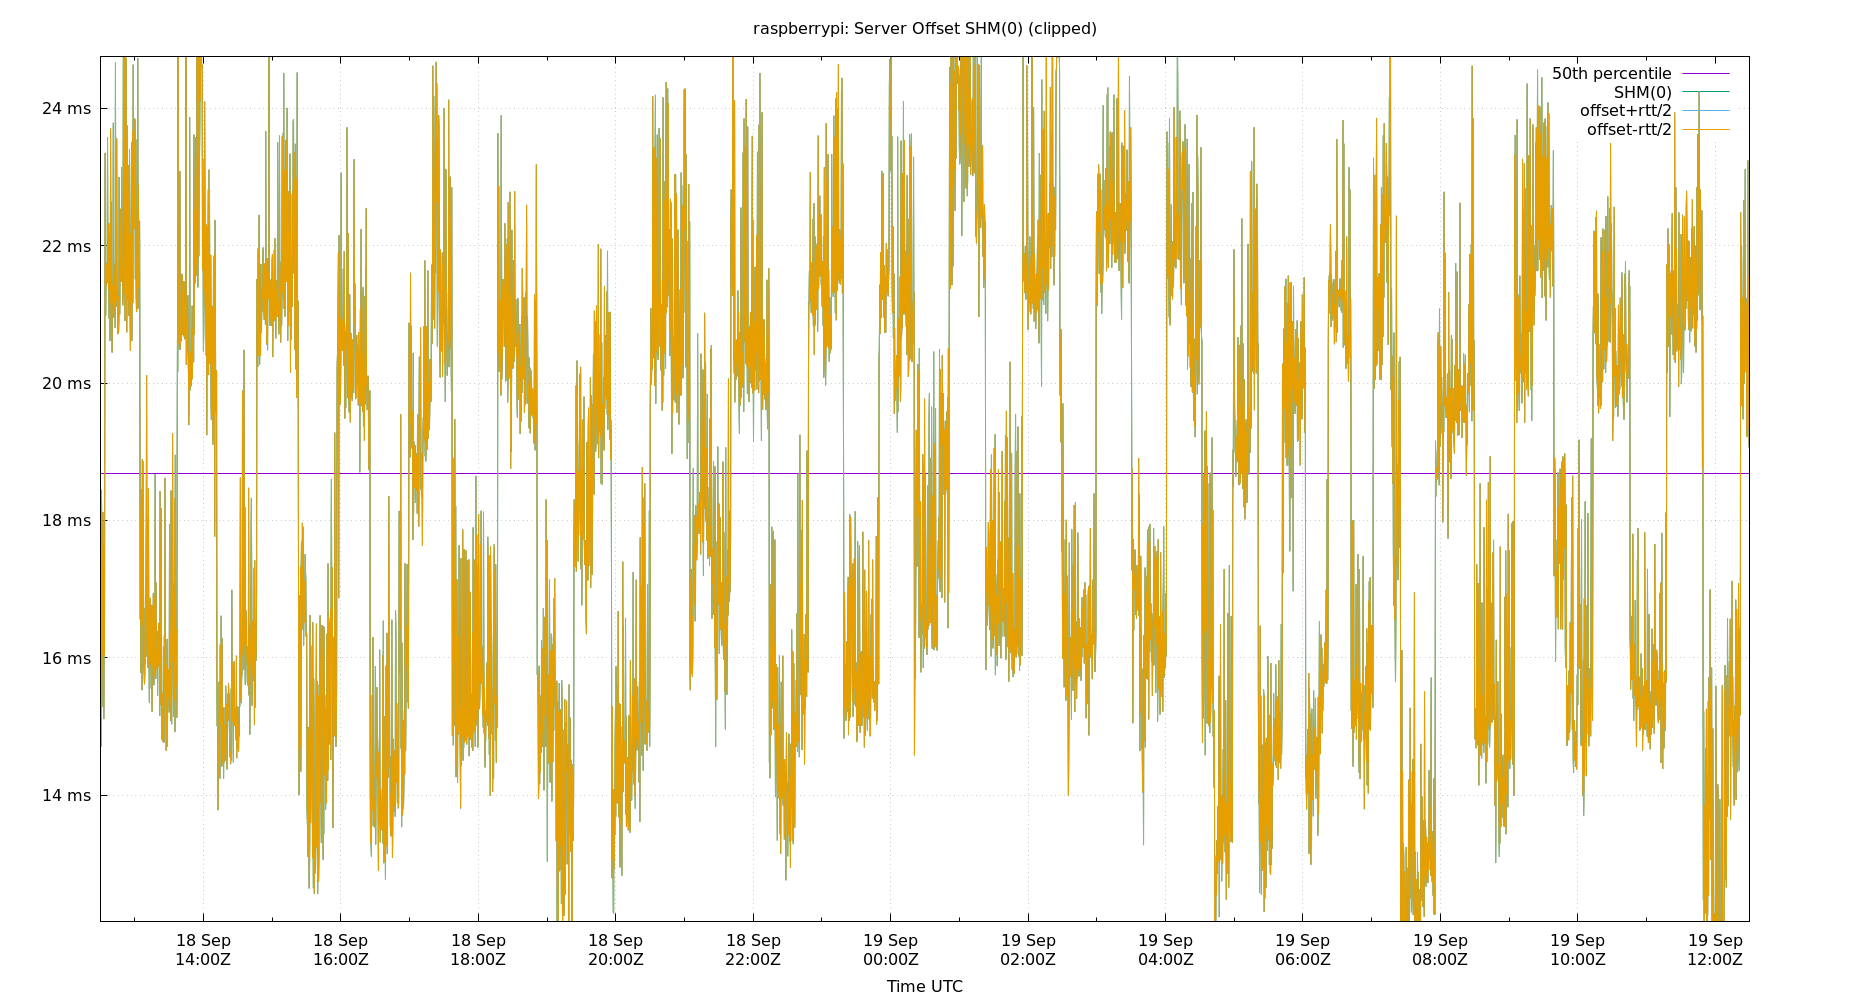 raspberrypi: Server Offset SHM(0) (clipped)
50th percentile
SHM(0)
offset+rtt/2
offset-rtt/2
24 ms
22 ms
20 ms
18 ms
16 ms
14 ms
18 Sep 18 Sep 18 Sep 18 Sep 18 Sep 19 Sep 19 Sep 19 Sep 19 Sep 19 Sep 19 Sep 19 Sep
14:00Z 16:00Z 18:00Z 20:00Z 22:00Z 00:00Z 02:00Z 04:00Z 06:00Z 08:00Z 10:00Z 12:00Z
Time UTC